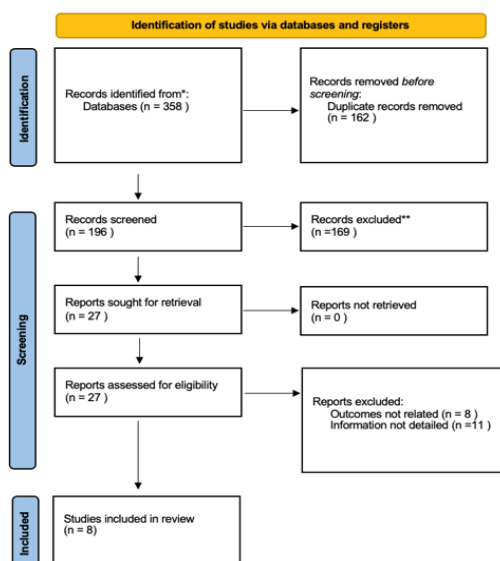 Identification of studies via databases and registers
Identification
Records identified from*:
Databases (n = 358 )
Records removed before
screening:
Duplicate records removed
(n = 162 )
Screening
Records screened
(n = 196 )
Records excluded**
(n =169 )
Reports sought for retrieval
(n = 27 )
Reports not retrieved
(n = 0 )
Reports assessed for eligibility
(n = 27 )
Reports excluded:
Outcomes not related (n = 8 )
Information not detailed (n =11 )
Included
Studies included in review
(n = 8)